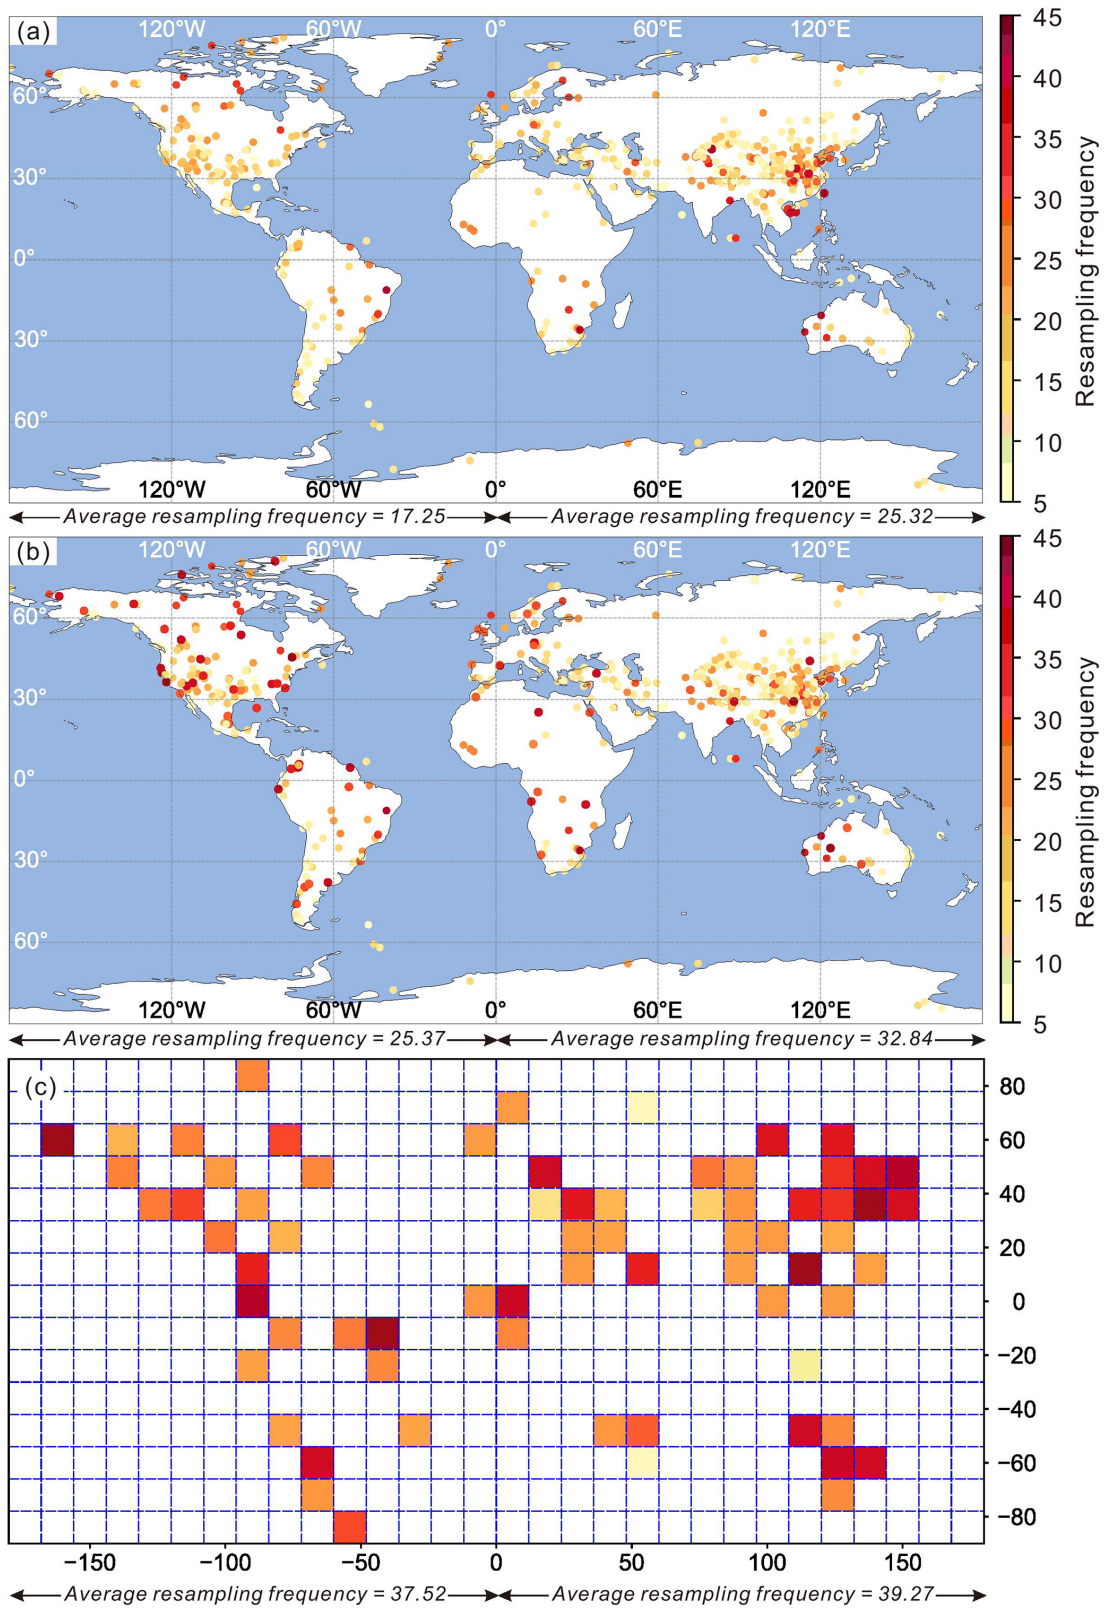 (a)
120°W 60°W 0° 60°E 120°E
60°
30°
0°
30°
60°
120°W 60°W 0° 60°E 120°E
45
40
35
30
25
20
15
10
5
Resampling frequency
Average resampling frequency = 17.25 Average resampling frequency = 25.32
(b)
120°W 60°W 0° 60°E 120°E
60°
30°
0°
30°
60°
120°W 60°W 0° 60°E 120°E
45
40
35
30
25
20
15
10
5
Resampling frequency
Average resampling frequency = 25.37 Average resampling frequency = 32.84
(c)
80
60
40
20
0
−20
−40
−60
−80
−150 −100 −50 0 50 100 150
Average resampling frequency = 37.52 Average resampling frequency = 39.27